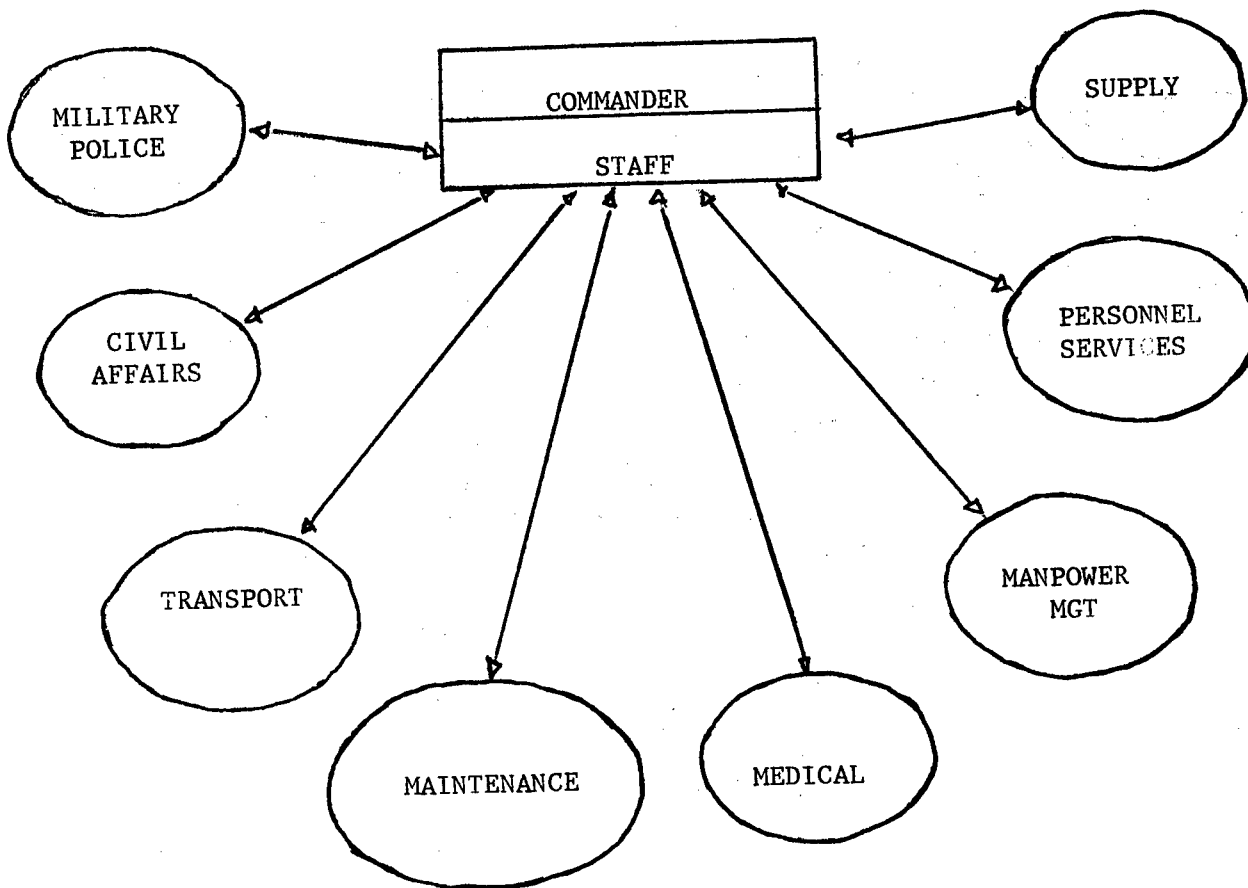 COMMANDER
STAFF
MILITARY
POLICE
SUPPLY
CIVIL
AFFAIRS
PERSONNEL
SERVICES
TRANSPORT
MANPOWER
MGT
MAINTENANCE
MEDICAL